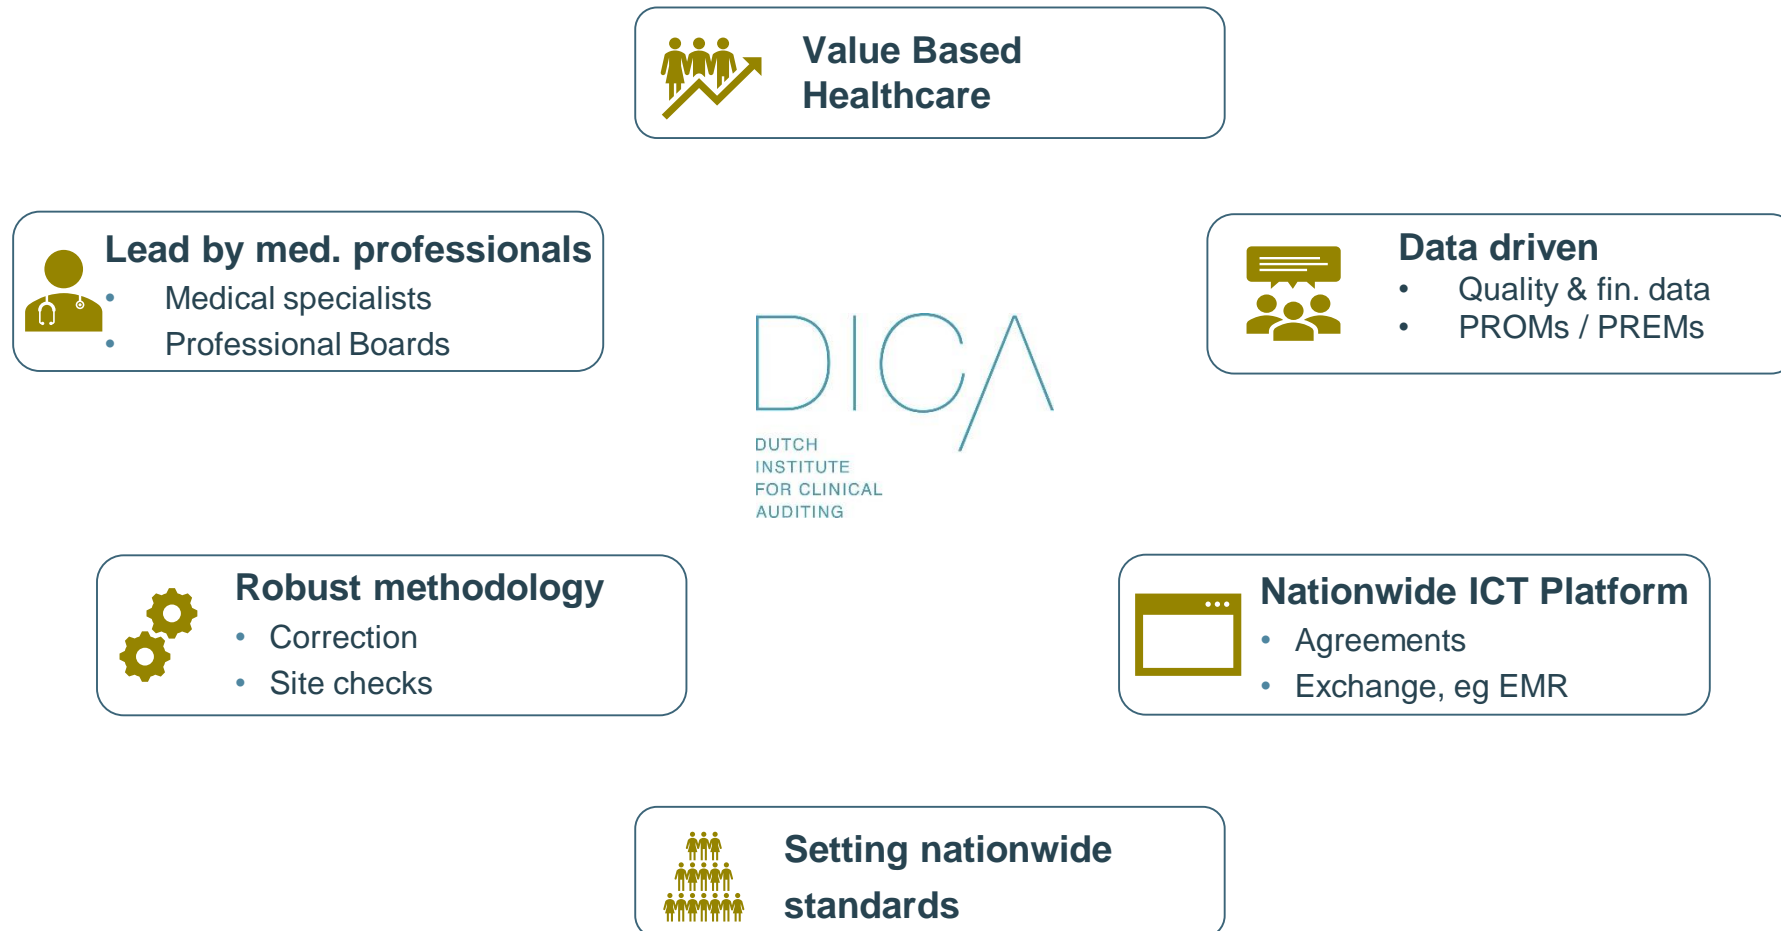 Value Based
Healthcare
Lead by med. professionals
• Medical specialists
• Professional Boards
Data driven
• Quality & fin. data
• PROMs / PREMs
DICA
DUTCH
INSTITUTE
FOR CLINICAL
AUDITING
Robust methodology
• Correction
• Site checks
Nationwide ICT Platform
• Agreements
• Exchange, eg EMR
Setting nationwide
standards